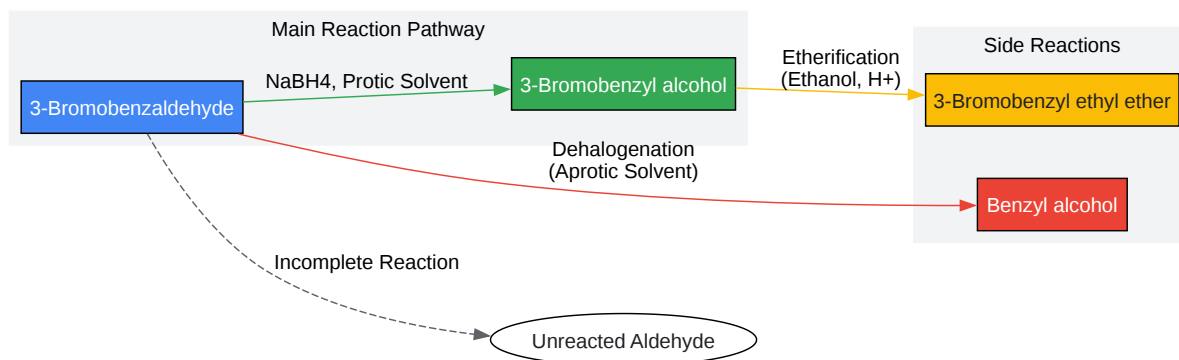 Main Reaction Pathway
3-Bromobenzaldehyde
NaBH4, Protic Solvent
3-Bromobenzyl alcohol
Etherification
(Ethanol, H+)
Side Reactions
3-Bromobenzyl ethyl ether
Dehalogenation
(Aprotic Solvent)
Benzyl alcohol
Incomplete Reaction
Unreacted Aldehyde